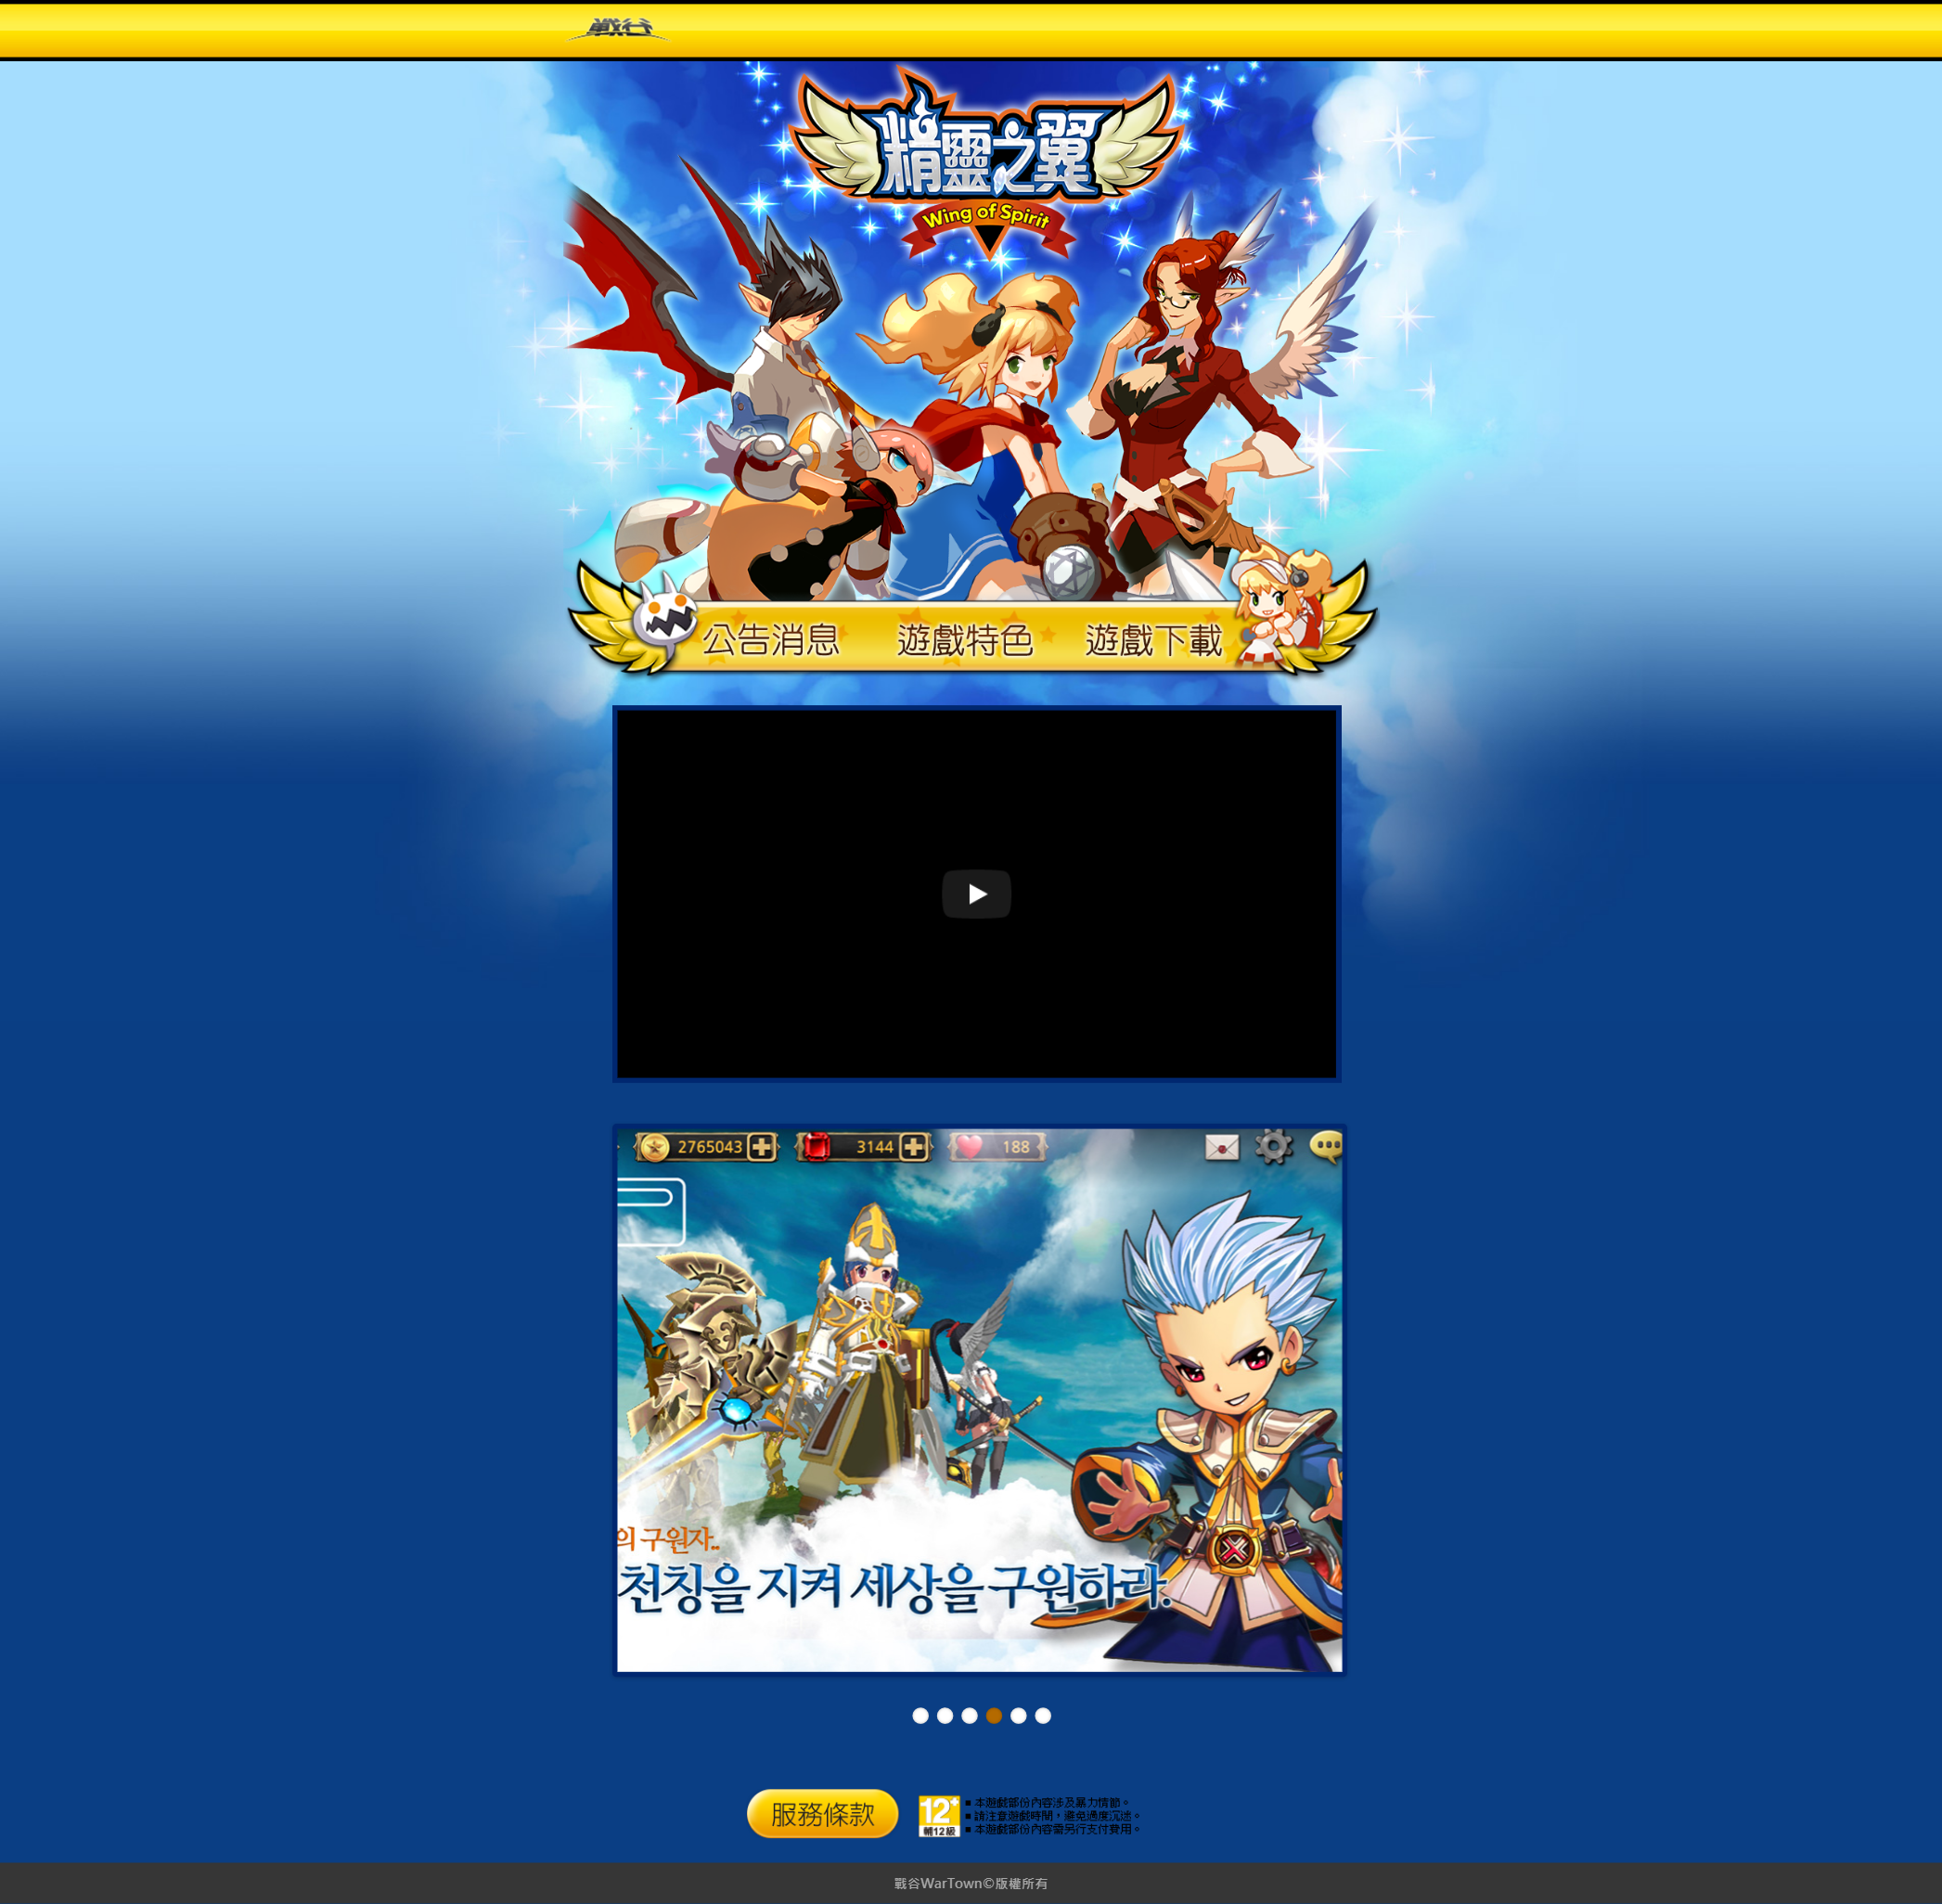 戰谷
精靈之翼
Wing of Spirit
公告消息 遊戲特色 遊戲下載
2765043 3144 188
의 구원자..
천칭을 지켜 세상을 구원하라.
服務條款
12+
輔12級
■ 本遊戲部份內容涉及暴力情節。
■ 請注意遊戲時間，避免過度沉迷。
■ 本遊戲部份內容需另行支付費用。
戰谷WarTown©版權所有